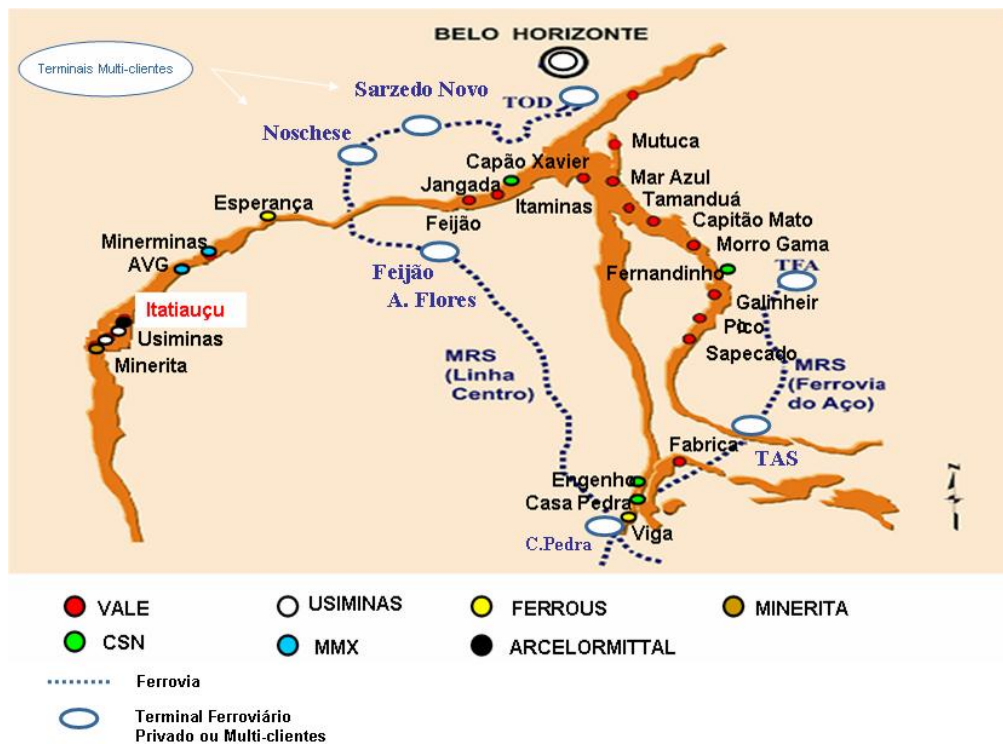 BELO HORIZONTE
Terminais Multi-clientes
Sarzedo Novo
TOD
Noschese
Mutuca
Capão Xavier
Jangada
Mar Azul
Itaminas
Tamanduá
Esperança
Feijão
Capitão Mato
Minerminas
Morro Gama
AVG
Feijão
A. Flores
Fernandinho
TFA
Itatiauçu
Galinheir
Pico
Usiminas
Sapecado
Minerita
MRS
(Linha
Centro)
MRS
(Ferrovia
do Aço)
Fabrica
TAS
Engenho
Casa Pedra
Viga
C.Pedra
N
VALE
USIMINAS
FERROUS
MINERITA
CSN
MMX
ARCELORMITTAL
Ferrovia
Terminal Ferroviário
Privado ou Multi-clientes